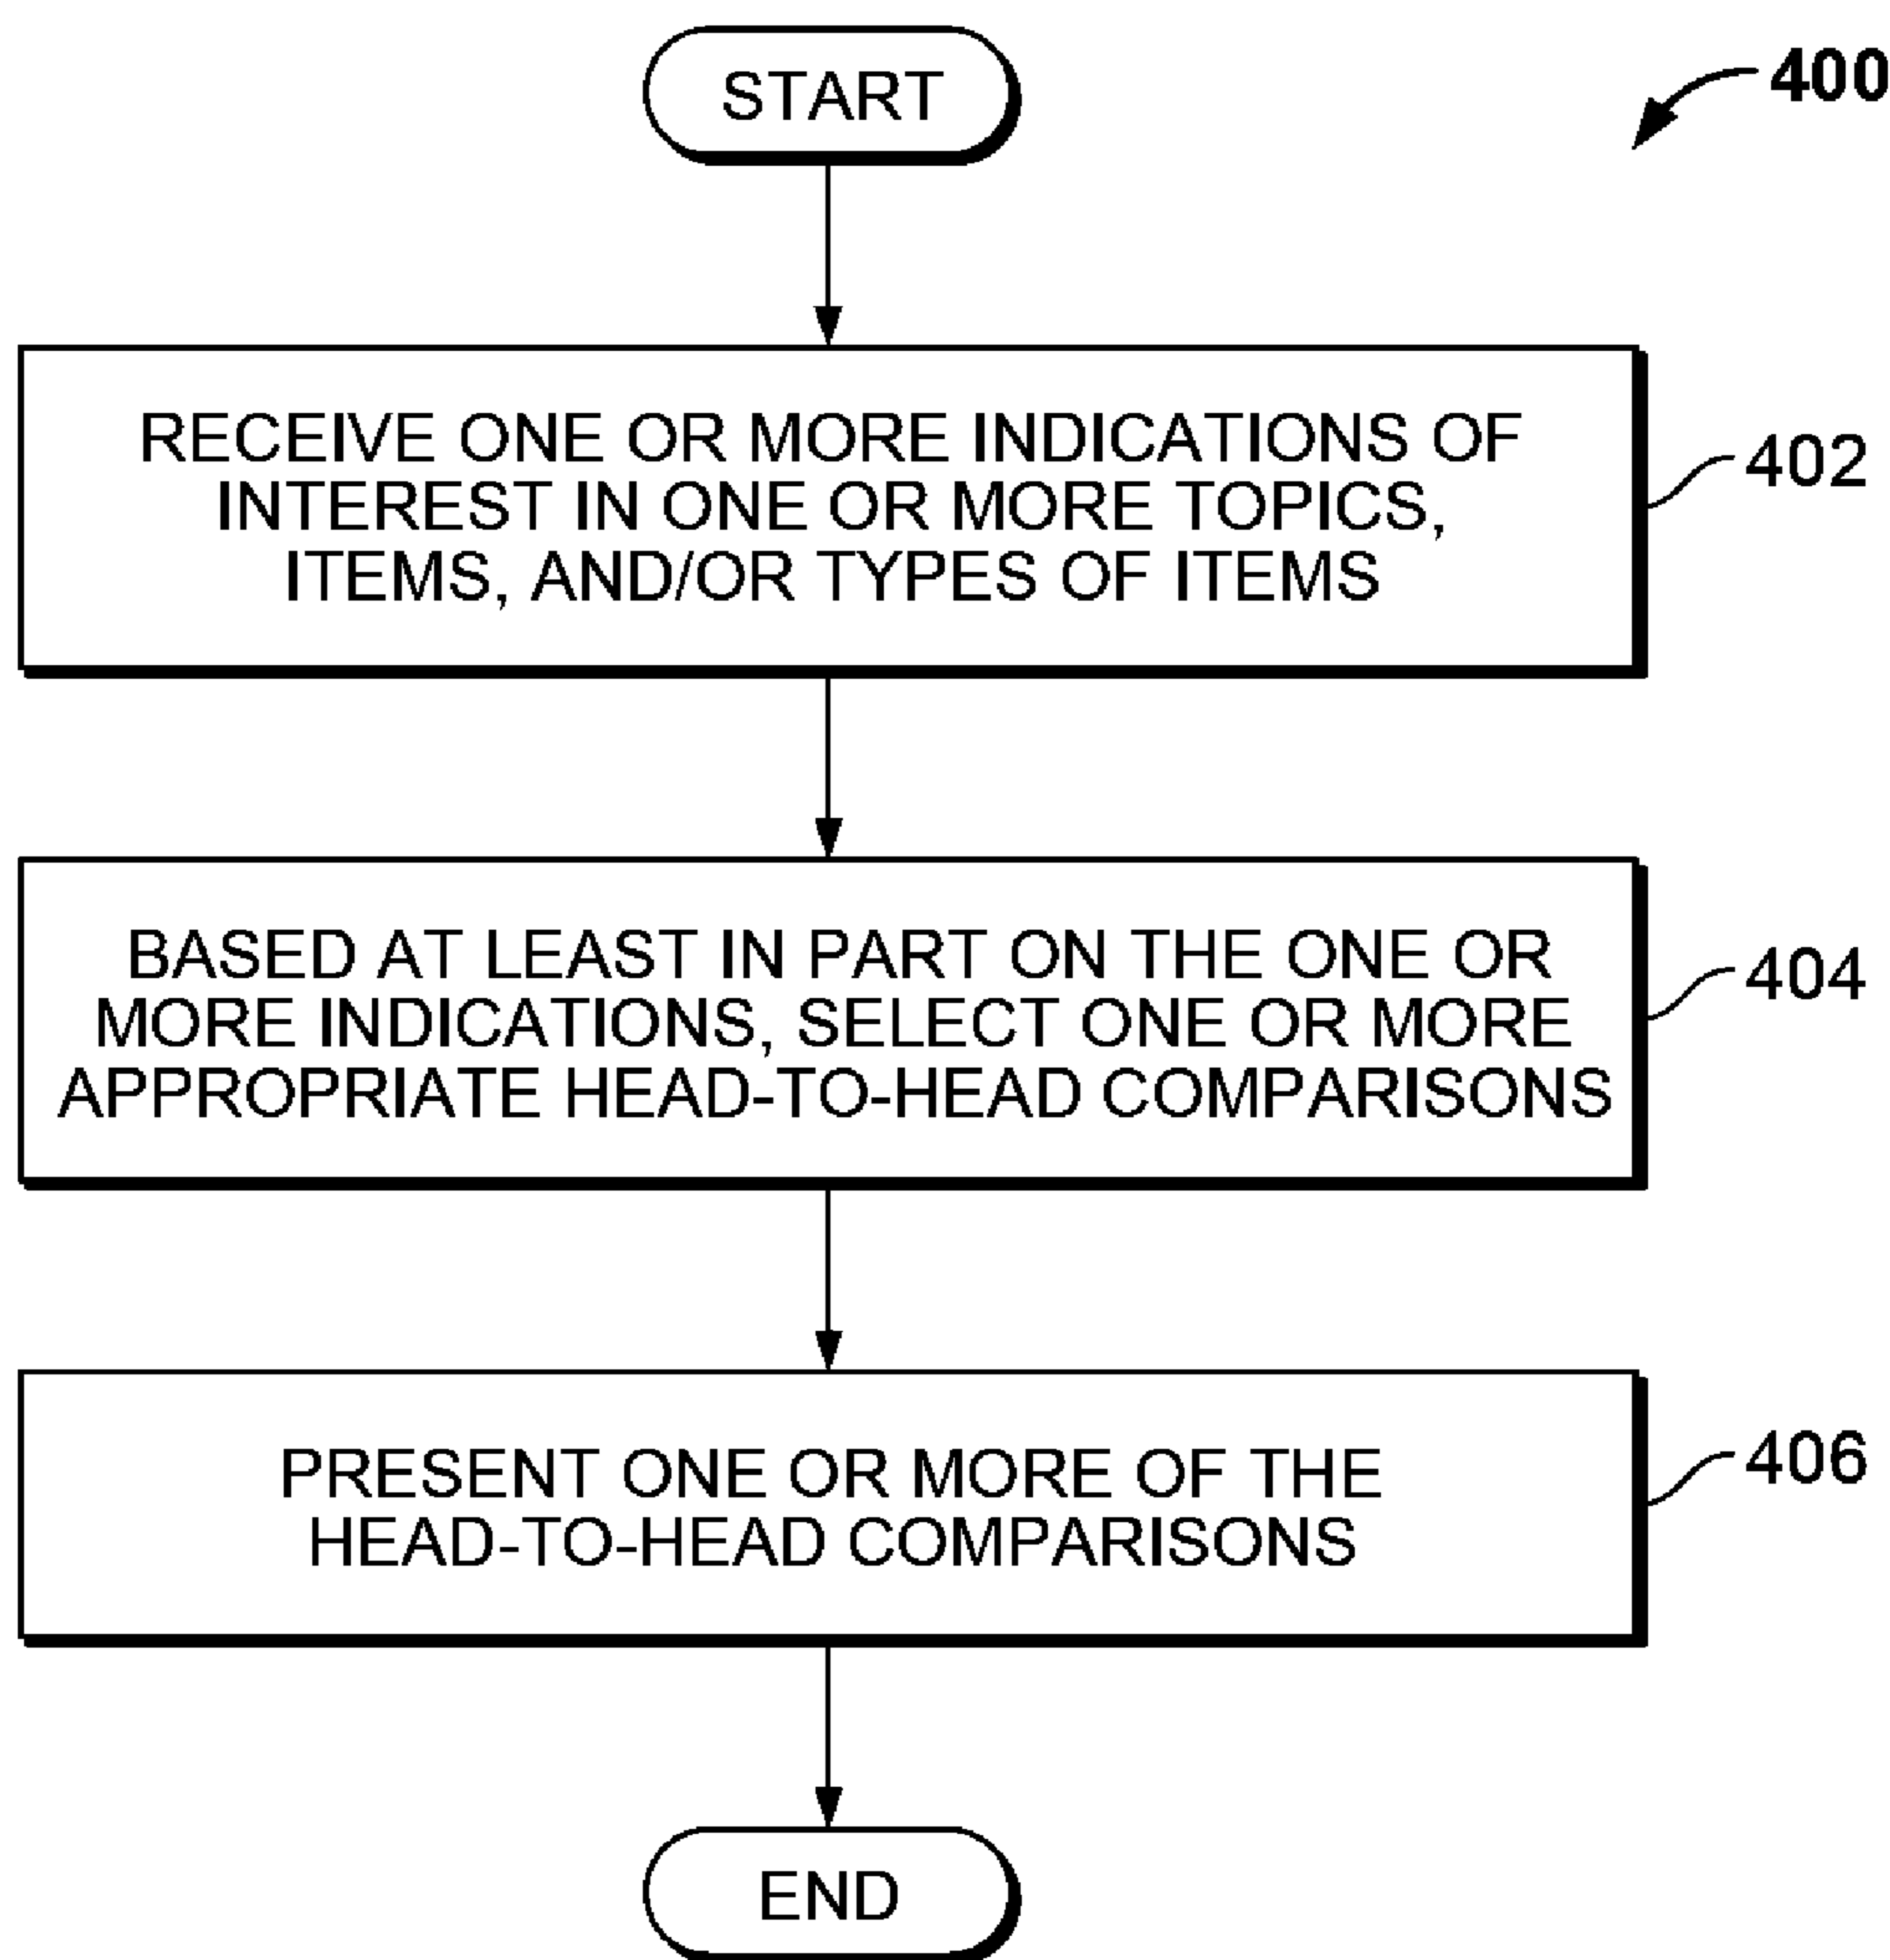 START
400
RECEIVE ONE OR MORE INDICATIONS OF
INTEREST IN ONE OR MORE TOPICS,
ITEMS, AND/OR TYPES OF ITEMS
402
BASED AT LEAST IN PART ON THE ONE OR
MORE INDICATIONS, SELECT ONE OR MORE
APPROPRIATE HEAD-TO-HEAD COMPARISONS
404
PRESENT ONE OR MORE OF THE
HEAD-TO-HEAD COMPARISONS
406
END